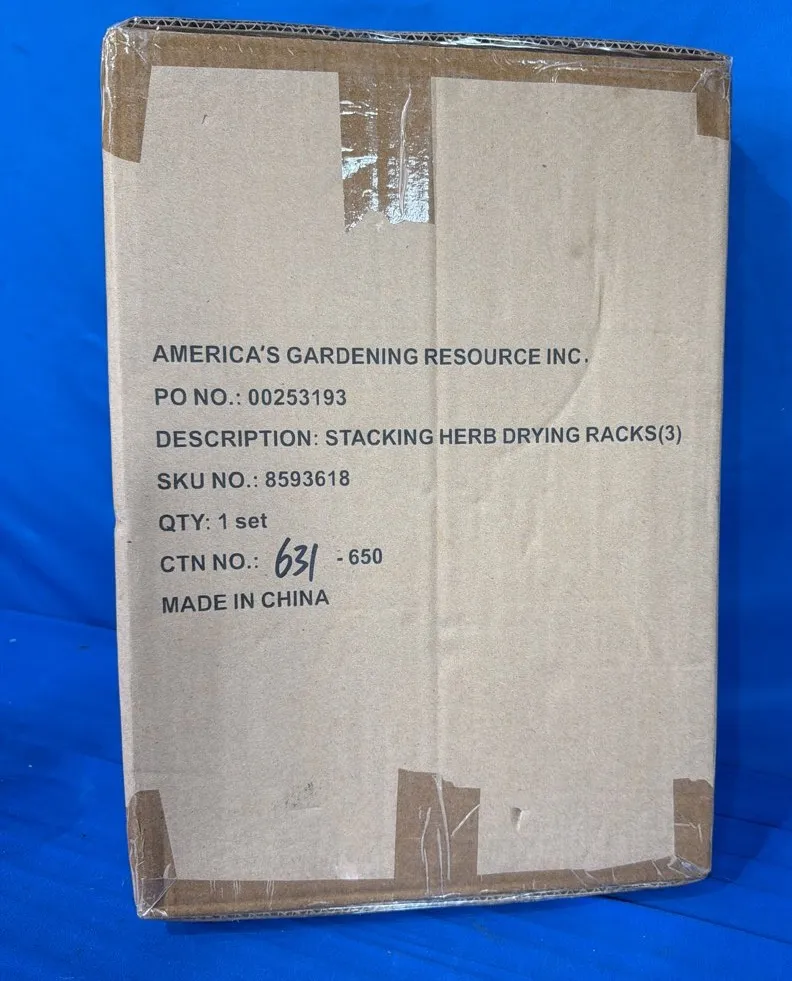 AMERICA'S GARDENING RESOURCE INC.
PO NO.: 00253193
DESCRIPTION: STACKING HERB DRYING RACKS(3)
SKU NO.: 8593618
QTY: 1 set
CTN NO.: 631 - 650
MADE IN CHINA